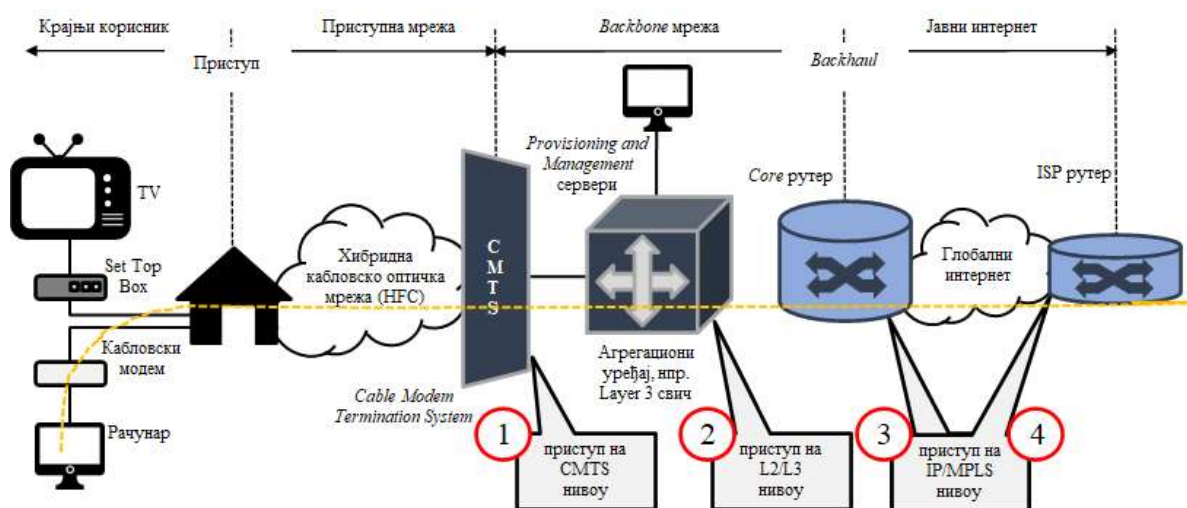 Крајњи корисник
Приступна мрежа
Backbone мрежа
Јавни интернет
Приступ
Backhaul
TV
Set Top
Box
Кабловски
модем
Рачунар
Хибридна
кабловско оптичка
мрежа (HFC)
CMTS
Cable Modem
Termination System
Provisioning and
Management
сервери
Агрегациони
уређај, нпр.
Layer 3 свич
Core рутер
Глобални
интернет
ISP рутер
1
приступ на
CMTS
нивоу
2
приступ на
L2/L3
нивоу
3
приступ на
IP/MPLS
нивоу
4